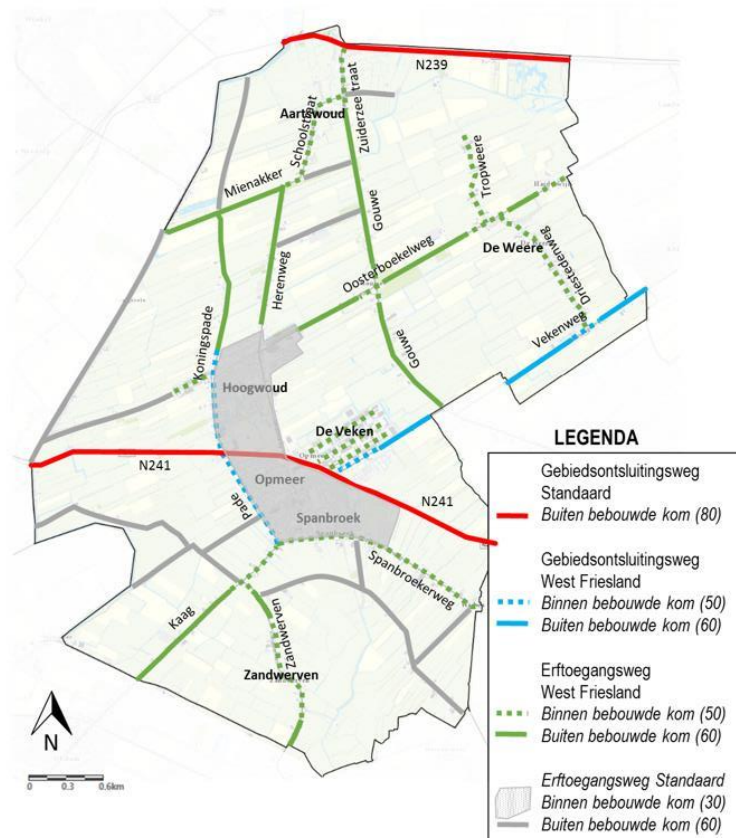 N239
Aartswoud
Schoolstraat
Zuiderzee traat
Mienakker
Gouwe
Tropweere
De Weere
Driestedenweg
Oosterboekelweg
Herenweg
Koningspade
Gouwe
Vekenweg
Hoogwoud
De Veken
N241
Opmeer
N241
Pade
Spanbroek
Spanbroekerweg
Kaag
Zandwerven
Zandwerven
N
0 0.3 0.6km
LEGENDA
Gebiedsontsluitingsweg
Standaard
Buiten bebouwde kom (80)
Gebiedsontsluitingsweg
West Friesland
Binnen bebouwde kom (50)
Buiten bebouwde kom (60)
Erftoegangsweg
West Friesland
Binnen bebouwde kom (50)
Buiten bebouwde kom (60)
Erftoegangsweg Standaard
Binnen bebouwde kom (30)
Buiten bebouwde kom (60)